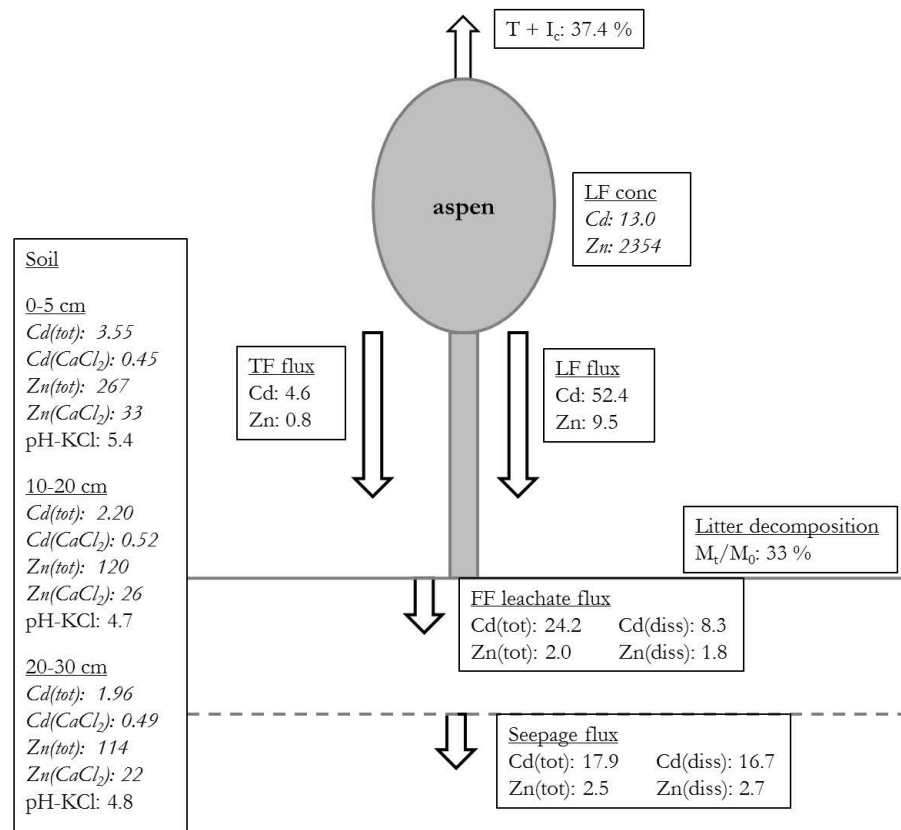 T + I_c: 37.4 %
aspen
LF conc
Cd: 13.0
Zn: 2354
Soil
0-5 cm
Cd(tot): 3.55
Cd(CaCl₂): 0.45
Zn(tot): 267
Zn(CaCl₂): 33
pH-KCl: 5.4
10-20 cm
Cd(tot): 2.20
Cd(CaCl₂): 0.52
Zn(tot): 120
Zn(CaCl₂): 26
pH-KCl: 4.7
20-30 cm
Cd(tot): 1.96
Cd(CaCl₂): 0.49
Zn(tot): 114
Zn(CaCl₂): 22
pH-KCl: 4.8
TF flux
Cd: 4.6
Zn: 0.8
LF flux
Cd: 52.4
Zn: 9.5
Litter decomposition
M_t/M₀: 33 %
FF leachate flux
Cd(tot): 24.2 Cd(diss): 8.3
Zn(tot): 2.0 Zn(diss): 1.8
Seepage flux
Cd(tot): 17.9 Cd(diss): 16.7
Zn(tot): 2.5 Zn(diss): 2.7